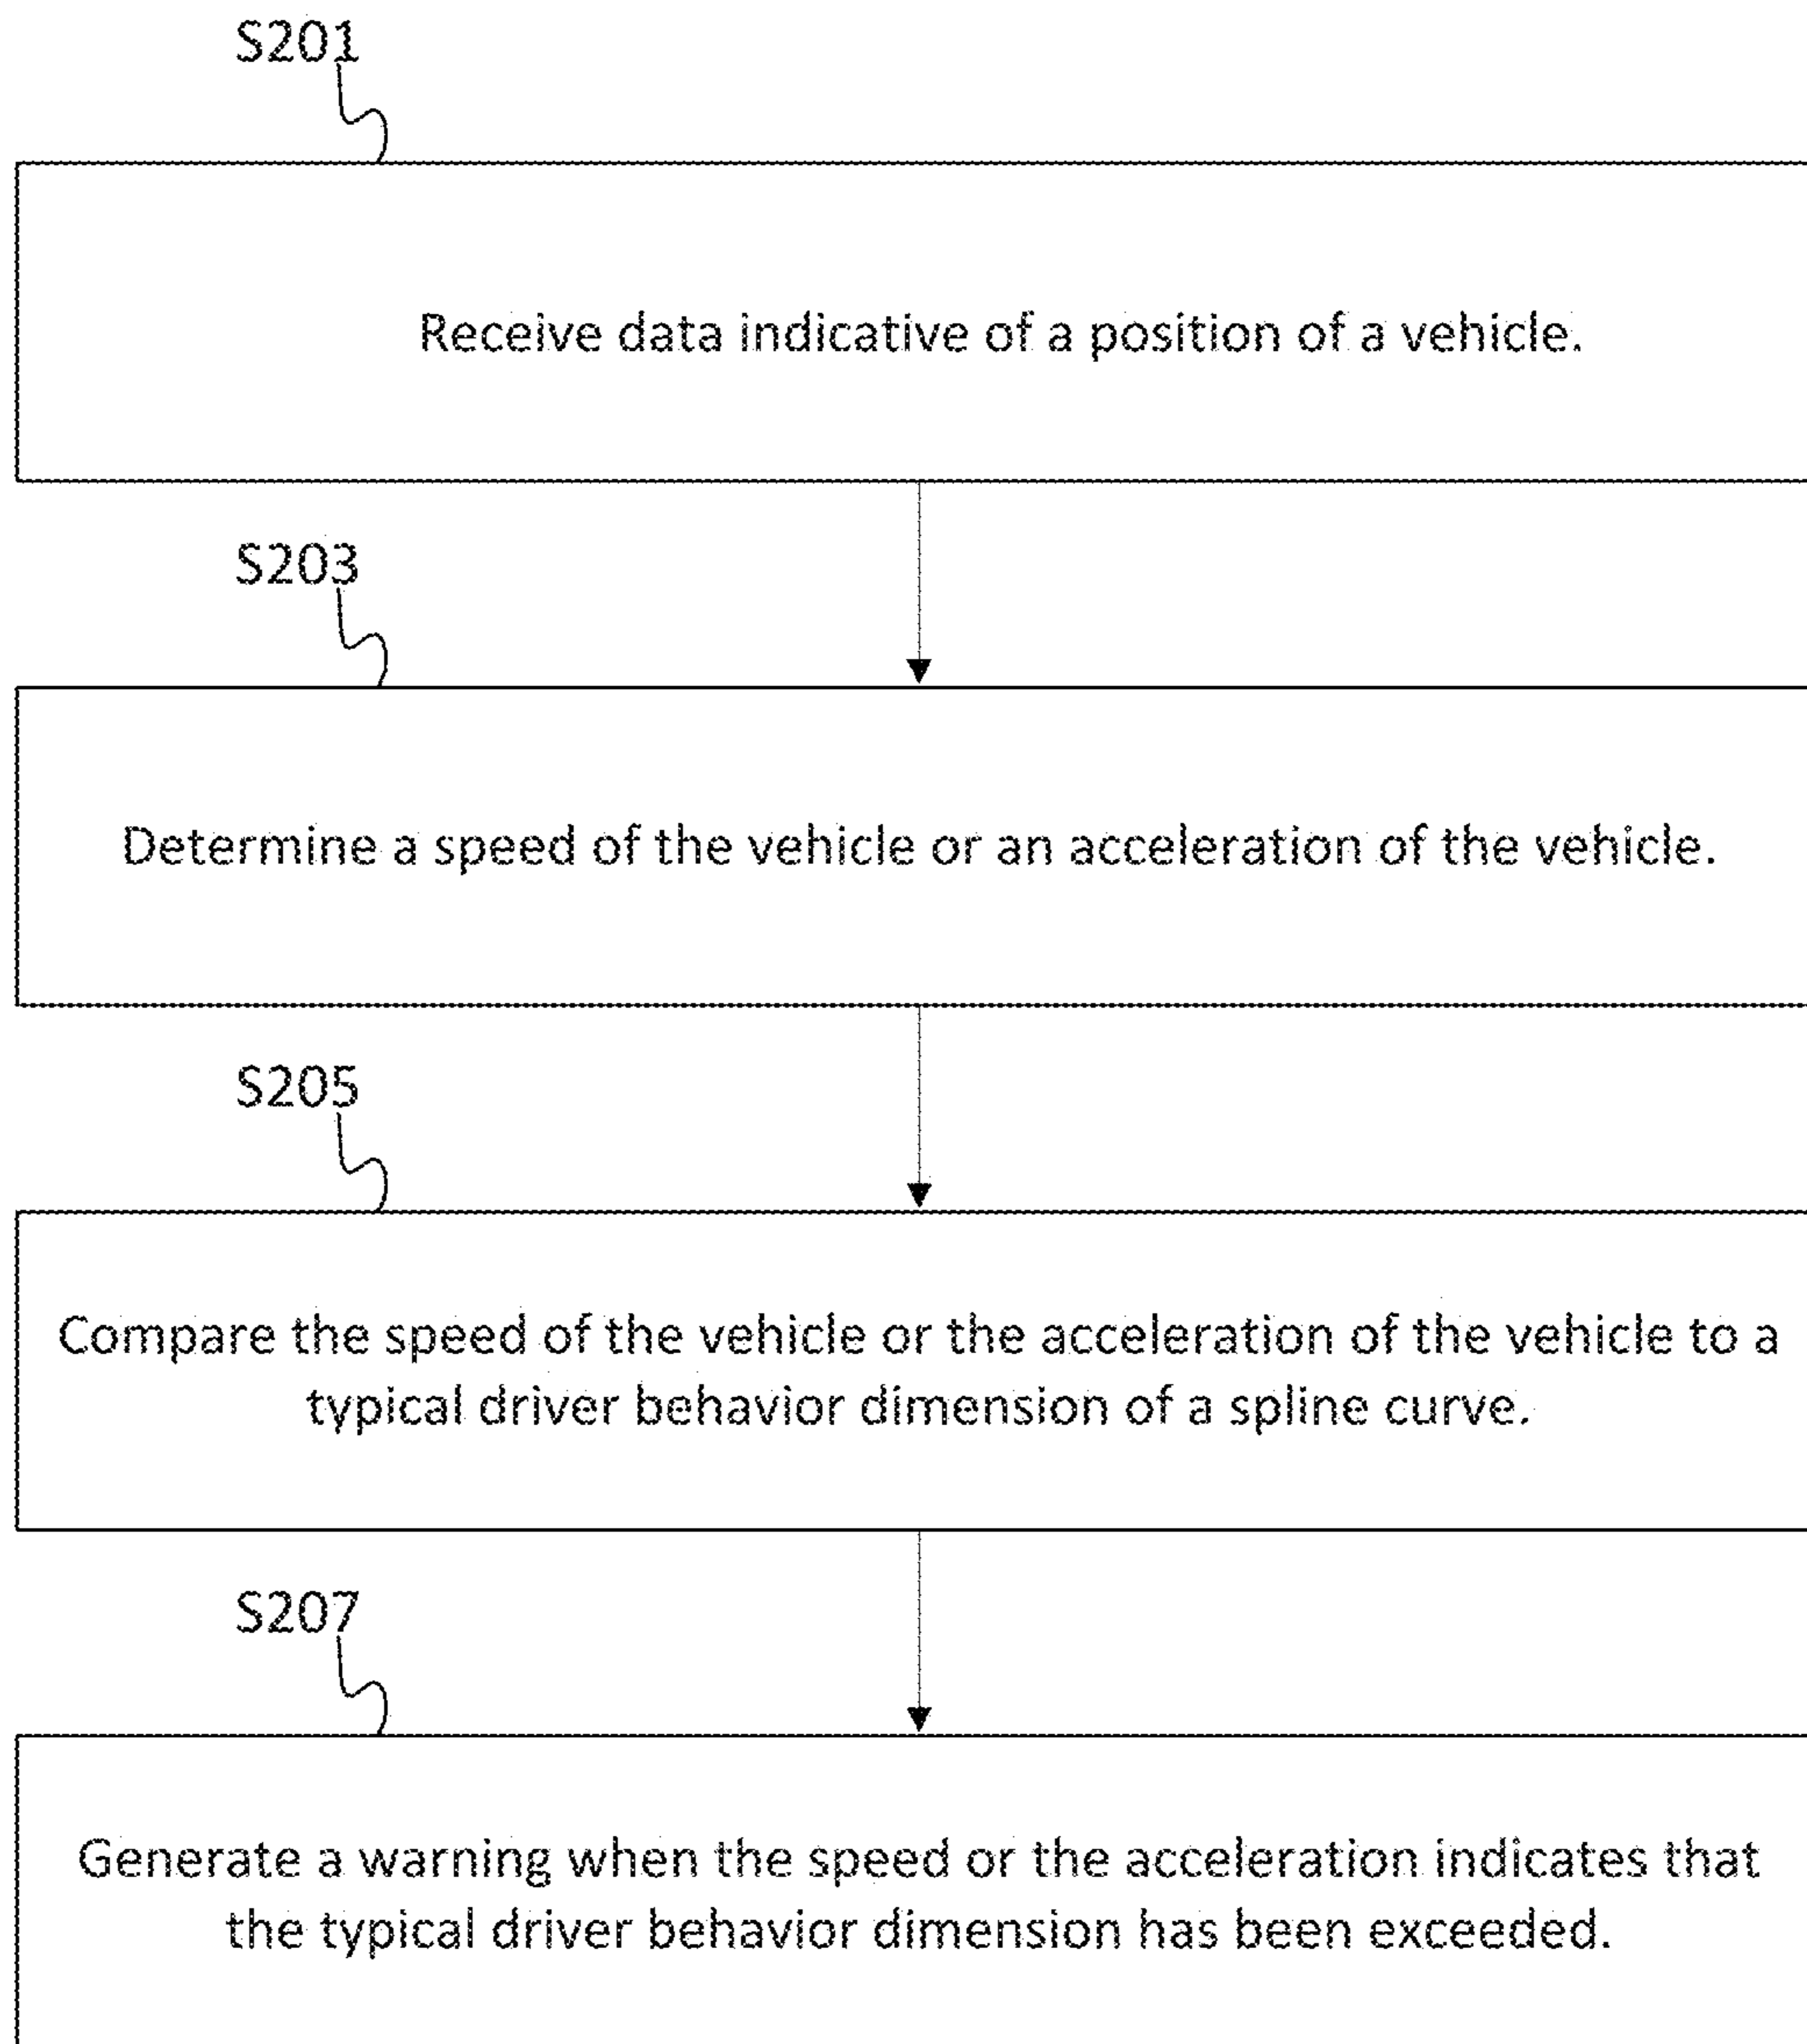 S201
Receive data indicative of a position of a vehicle.
S203
Determine a speed of the vehicle or an acceleration of the vehicle.
S205
Compare the speed of the vehicle or the acceleration of the vehicle to a
typical driver behavior dimension of a spline curve.
S207
Generate a warning when the speed or the acceleration indicates that
the typical driver behavior dimension has been exceeded.